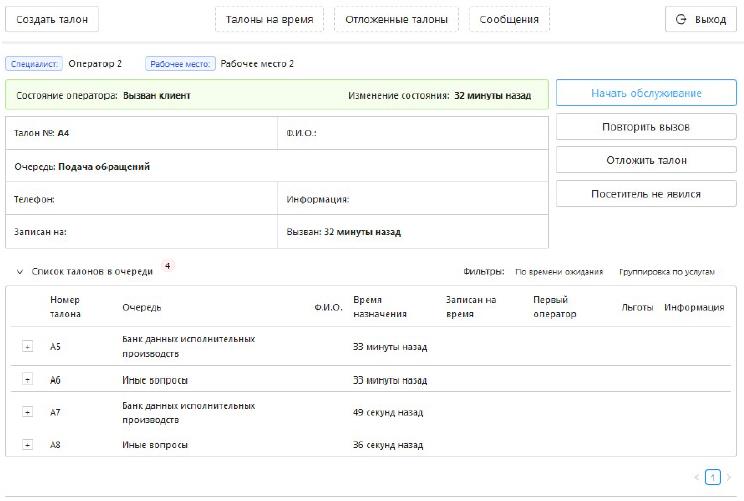 Создать талон Талоны на время Отложенные талоны Сообщения Выход
Специалист: Оператор 2 Рабочее место: Рабочее место 2
Состояние оператора: Вызван клиент Изменение состояния: 32 минуты назад
Начать обслуживание
Повторить вызов
Отложить талон
Посетитель не явился
Талон №: A4 Ф.И.О.:
Очередь: Подача обращений
Телефон: Информация:
Записан на: Вызван: 32 минуты назад
Список талонов в очереди 4 Фильтры: По времени ожидания Группировка по услугам
Номер талона Очередь Ф.И.О. Время назначения Записан на время Первый оператор Льготы Информация
+ A5 Банк данных исполнительных производств 33 минуты назад
+ A6 Иные вопросы 33 минуты назад
+ A7 Банк данных исполнительных производств 49 секунд назад
+ A8 Иные вопросы 36 секунд назад
< 1 >